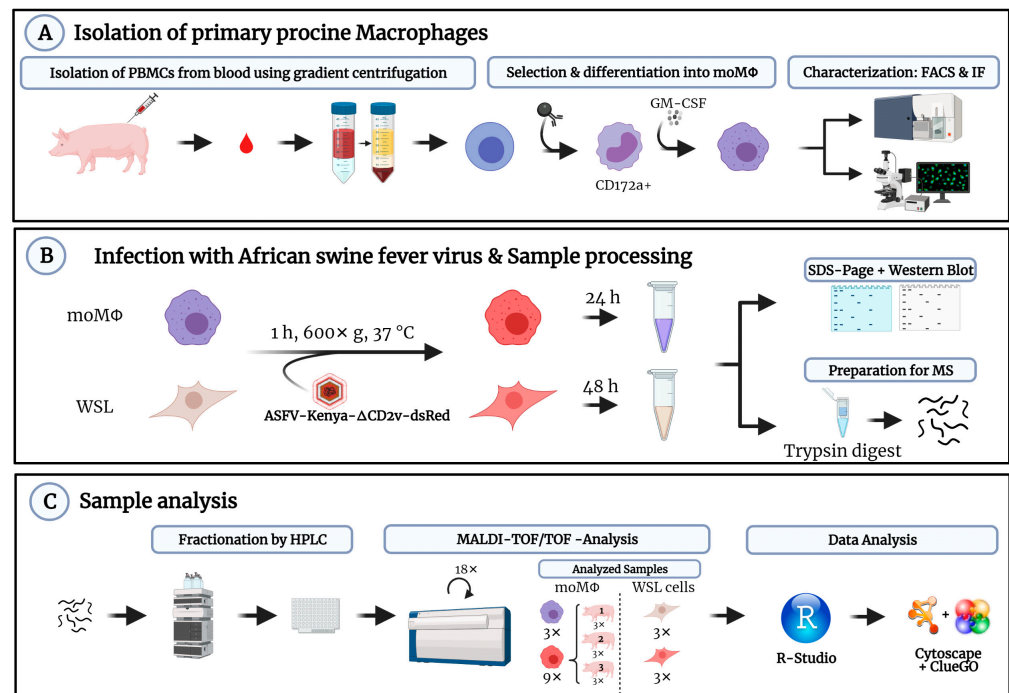 A Isolation of primary procine Macrophages
Isolation of PBMCs from blood using gradient centrifugation
Selection & differentiation into moMΦ
Characterization: FACS & IF
GM-CSF
CD172a+
B Infection with African swine fever virus & Sample processing
moMΦ
1 h, 600× g, 37 °C
24 h
SDS-Page + Western Blot
WSL
ASFV-Kenya-ΔCD2v-dsRed
48 h
Preparation for MS
Trypsin digest
C Sample analysis
Fractionation by HPLC
MALDI-TOF/TOF -Analysis
Data Analysis
18×
Analyzed Samples
moMΦ
WSL cells
3×
1
3×
2
3×
9×
3
3×
3×
3×
R
R-Studio
+
Cytoscape
+ ClueGO